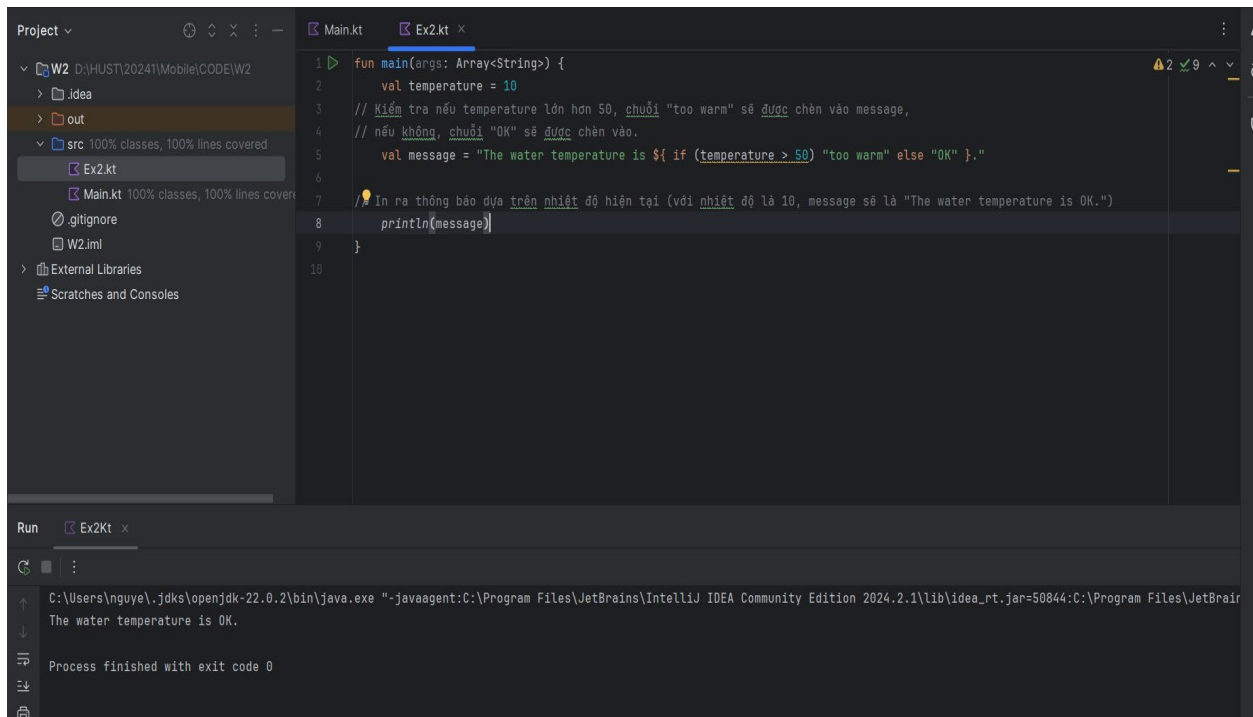 Project
Main.kt
Ex2.kt
W2 D:\HUST\20241\Mobile\CODE\W2
.idea
out
src 100% classes, 100% lines covered
Ex2.kt
Main.kt 100% classes, 100% lines covere
.gitignore
W2.iml
External Libraries
Scratches and Consoles
1 fun main(args: Array<String>) {
2 val temperature = 10
3 // Kiểm tra nếu temperature lớn hơn 50, chuỗi "too warm" sẽ được chèn vào message,
4 // nếu không, chuỗi "OK" sẽ được chèn vào.
5 val message = "The water temperature is ${ if (temperature > 50) "too warm" else "OK" }."
6
7 // In ra thông báo dựa trên nhiệt độ hiện tại (với nhiệt độ là 10, message sẽ là "The water temperature is OK.")
8 println(message)
9 }
10
2 9
Run Ex2Kt
C:\Users\nguye\.jdks\openjdk-22.0.2\bin\java.exe "-javaagent:C:\Program Files\JetBrains\IntelliJ IDEA Community Edition 2024.2.1\lib\idea_rt.jar=50844:C:\Program Files\JetBrain
The water temperature is OK.
Process finished with exit code 0